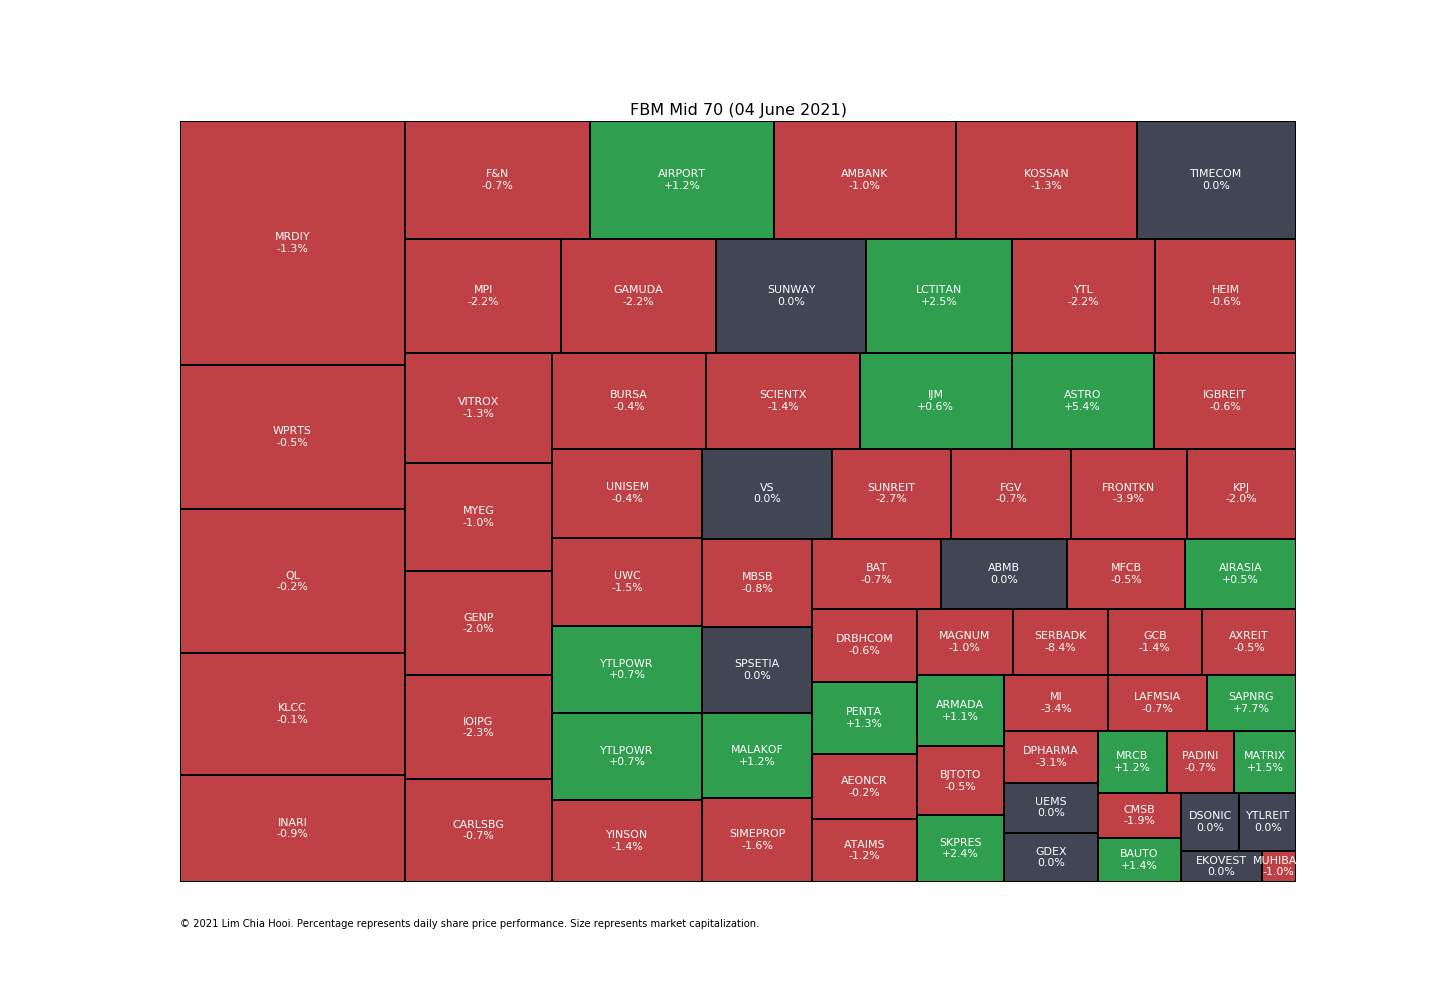 FBM Mid 70 (04 June 2021)
MRDIY
-1.3%
WPRTS
-0.5%
QL
-0.2%
KLCC
-0.1%
INARI
-0.9%
F&N
-0.7%
AIRPORT
+1.2%
AMBANK
-1.0%
KOSSAN
-1.3%
TIMECOM
0.0%
MPI
-2.2%
GAMUDA
-2.2%
SUNWAY
0.0%
LCTITAN
+2.5%
YTL
-2.2%
HEIM
-0.6%
VITROX
-1.3%
MYEG
-1.0%
GENP
-2.0%
IOIPG
-2.3%
CARLSBG
-0.7%
BURSA
-0.4%
SCIENTX
-1.4%
IJM
+0.6%
ASTRO
+5.4%
IGBREIT
-0.6%
UNISEM
-0.4%
UWC
-1.5%
YTLPOWR
+0.7%
YTLPOWR
+0.7%
YINSON
-1.4%
VS
0.0%
SUNREIT
-2.7%
FGV
-0.7%
FRONTKN
-3.9%
KPJ
-2.0%
MBSB
-0.8%
SPSETIA
0.0%
MALAKOF
+1.2%
SIMEPROP
-1.6%
BAT
-0.7%
ABMB
0.0%
MFCB
-0.5%
AIRASIA
+0.5%
DRBHCOM
-0.6%
PENTA
+1.3%
AEONCR
-0.2%
ATAIMS
-1.2%
MAGNUM
-1.0%
SERBADK
-8.4%
GCB
-1.4%
AXREIT
-0.5%
ARMADA
+1.1%
BJTOTO
-0.5%
SKPRES
+2.4%
MI
-3.4%
LAFMSIA
-0.7%
SAPNRG
+7.7%
DPHARMA
-3.1%
UEMS
0.0%
GDEX
0.0%
MRCB
+1.2%
PADINI
-0.7%
MATRIX
+1.5%
CMSB
-1.9%
BAUTO
+1.4%
DSONIC
0.0%
YTLREIT
0.0%
EKOVEST
0.0%
MUHIBA
-1.0%
© 2021 Lim Chia Hooi. Percentage represents daily share price performance. Size represents market capitalization.